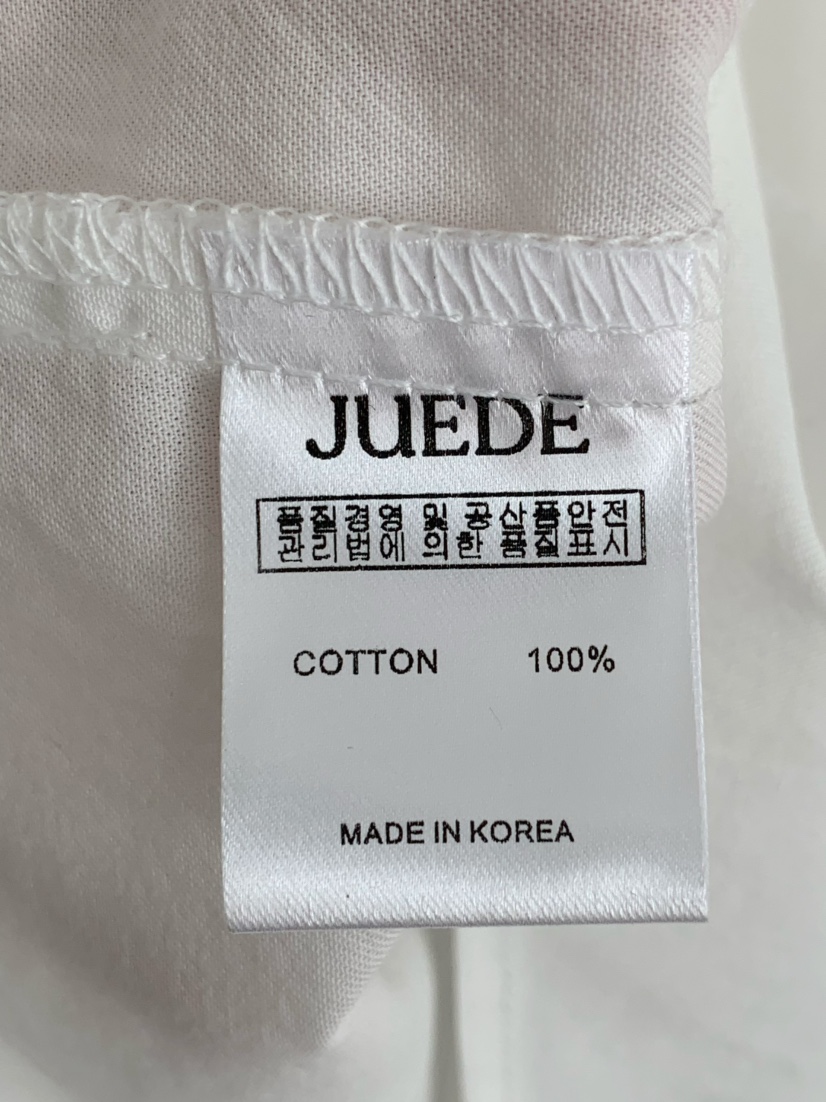 JUEDE
품질경영 및 공산품안전
관리법에 의한 품질표시
COTTON 100%
MADE IN KOREA